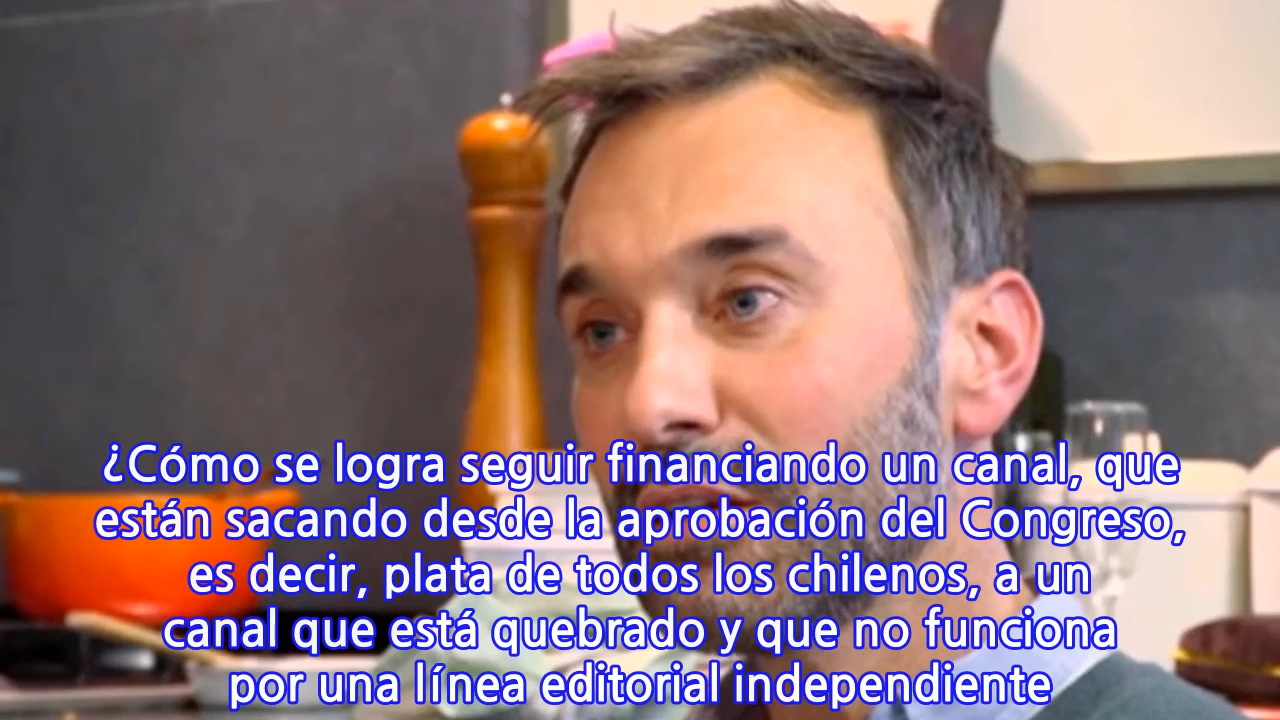 ¿Cómo se logra seguir financiando un canal, que
están sacando desde la aprobación del Congreso,
es decir, plata de todos los chilenos, a un
canal que está quebrado y que no funciona
por una línea editorial independiente